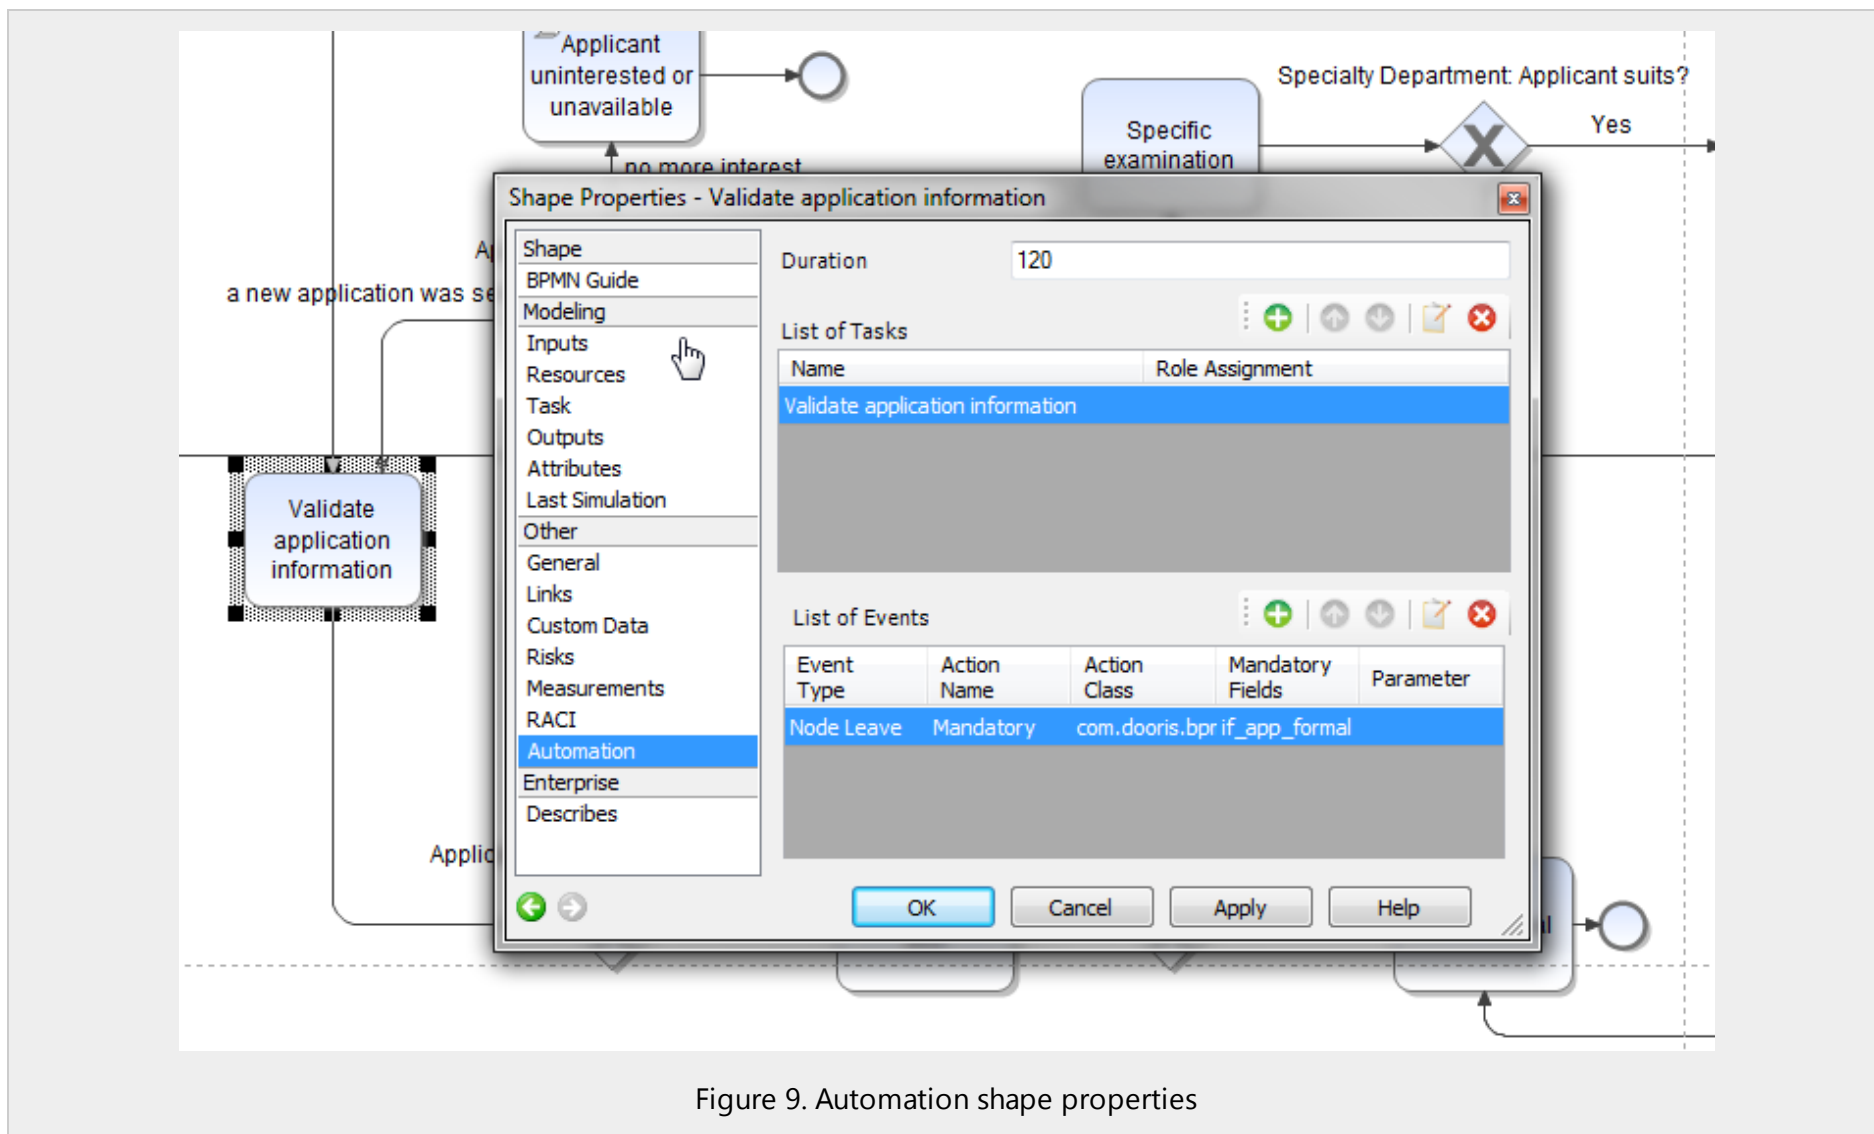 Applicant
uninterested or
unavailable
no more interest
Specific
examination
Specialty Department: Applicant suits?
Yes
a new application was se
Validate
application
information
Applic
Shape Properties - Validate application information
Shape
BPMN Guide
Modeling
Inputs
Resources
Task
Outputs
Attributes
Last Simulation
Other
General
Links
Custom Data
Risks
Measurements
RACI
Automation
Enterprise
Describes
Duration 120
List of Tasks
Name Role Assignment
Validate application information
List of Events
Event Type Action Name Action Class Mandatory Fields Parameter
Node Leave Mandatory com.dooris.bpr if_app_formal
OK Cancel Apply Help
Figure 9. Automation shape properties